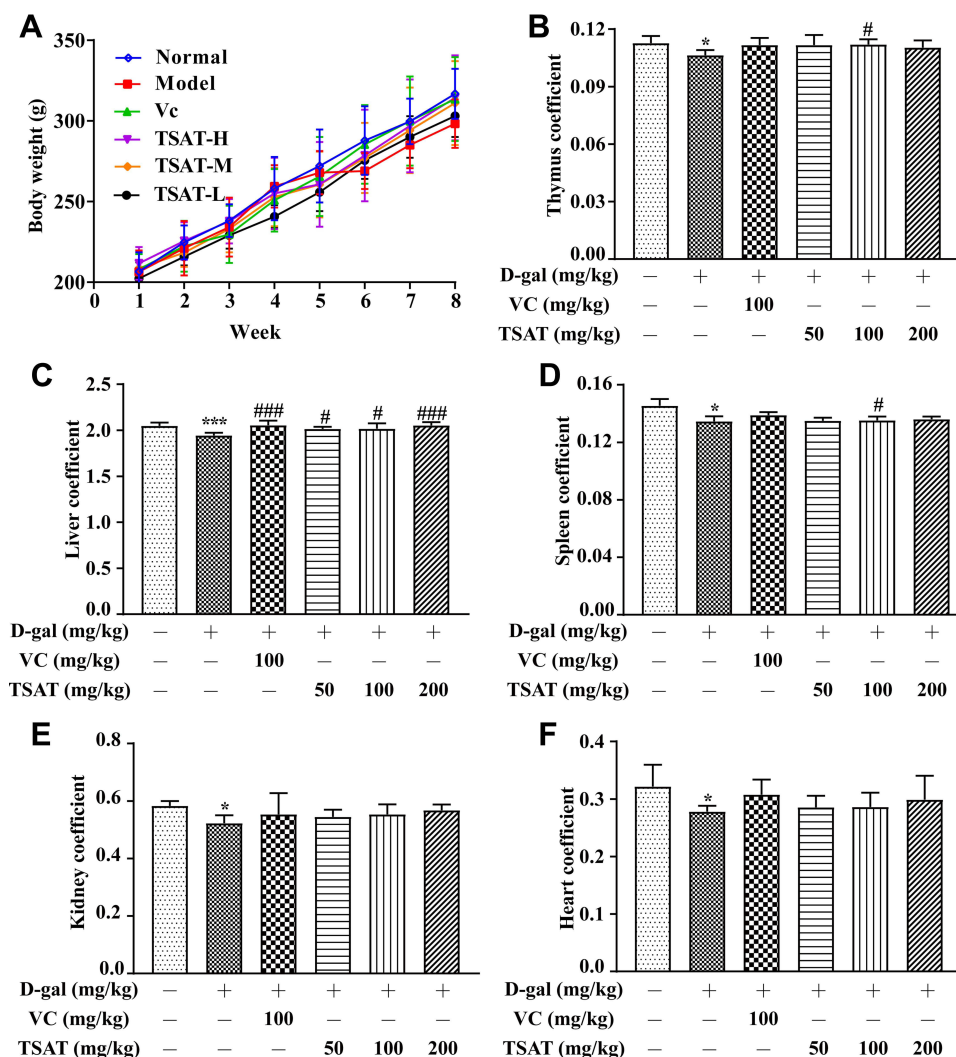 A
350
300
250
200
Body weight (g)
Normal
Model
Vc
TSAT-H
TSAT-M
TSAT-L
0 1 2 3 4 5 6 7 8
Week
B
0.12
0.09
0.06
0.03
0.00
Thymus coefficient
* #
D-gal (mg/kg) — + + + + +
VC (mg/kg) — — 100 — — —
TSAT (mg/kg) — — — 50 100 200
C
2.5
2.0
1.5
1.0
0.5
0.0
Liver coefficient
*** ### # # ###
D-gal (mg/kg) — + + + + +
VC (mg/kg) — — 100 — — —
TSAT (mg/kg) — — — 50 100 200
D
0.16
0.12
0.08
0.04
0.00
Spleen coefficient
* #
D-gal (mg/kg) — + + + + +
VC (mg/kg) — — 100 — — —
TSAT (mg/kg) — — — 50 100 200
E
0.8
0.6
0.4
0.2
0.0
Kidney coefficient
*
D-gal (mg/kg) — + + + + +
VC (mg/kg) — — 100 — — —
TSAT (mg/kg) — — — 50 100 200
F
0.4
0.3
0.2
0.1
0.0
Heart coefficient
*
D-gal (mg/kg) — + + + + +
VC (mg/kg) — — 100 — — —
TSAT (mg/kg) — — — 50 100 200